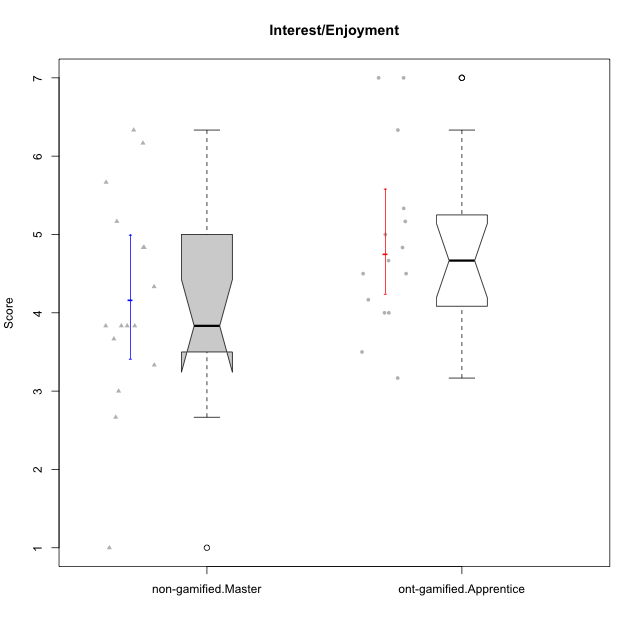 Interest/Enjoyment
Score
7
6
5
4
3
2
1
non-gamified.Master
ont-gamified.Apprentice